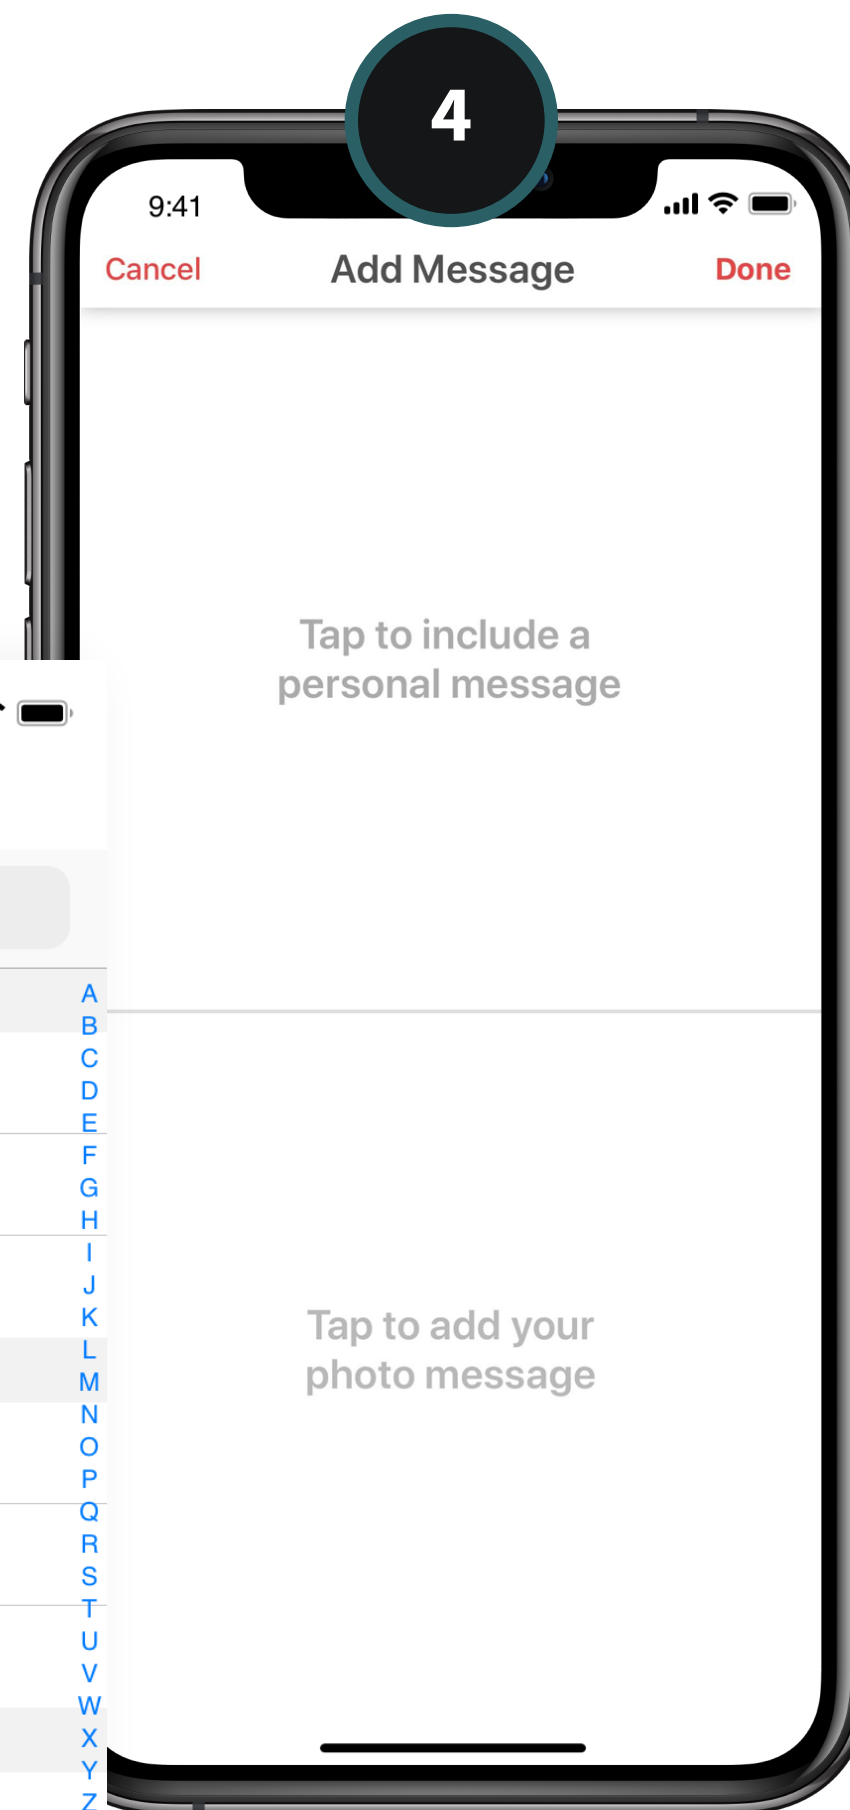 4
9:41
Cancel
Add Message
Done
Tap to include a
personal message
A
B
C
D
E
F
G
H
I
J
K
L
M
N
O
P
Q
R
S
T
U
V
W
X
Y
Z
Tap to add your
photo message